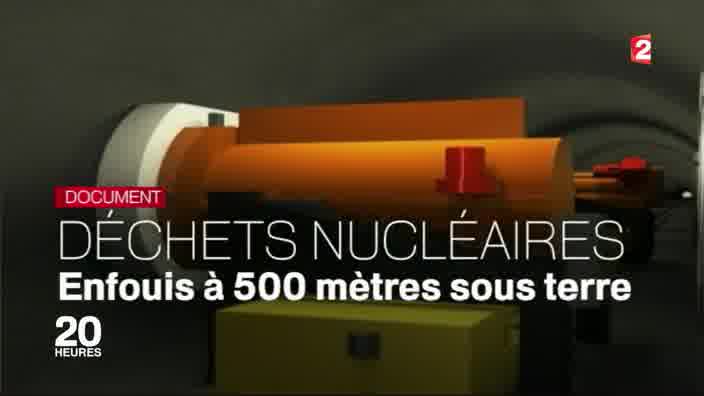 2
DOCUMENT
DÉCHETS NUCLÉAIRES
Enfouis à 500 mètres sous terre
20
HEURES